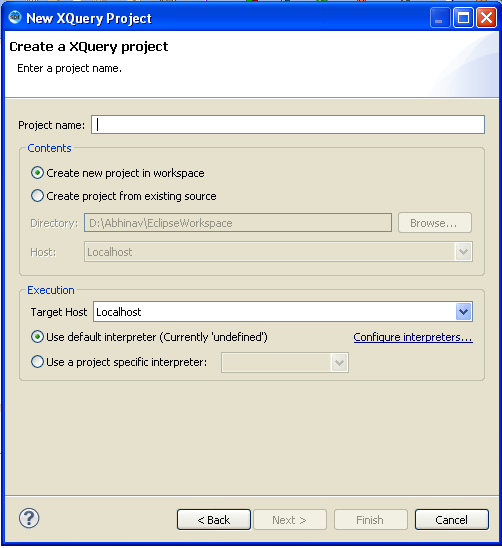 New XQuery Project
Create a XQuery project
Enter a project name.
Project name:
Contents
Create new project in workspace
Create project from existing source
Directory: D:\Abhinav\EclipseWorkspace Browse...
Host: Localhost
Execution
Target Host Localhost
Use default interpreter (Currently 'undefined') Configure interpreters...
Use a project specific interpreter:
? < Back Next > Finish Cancel